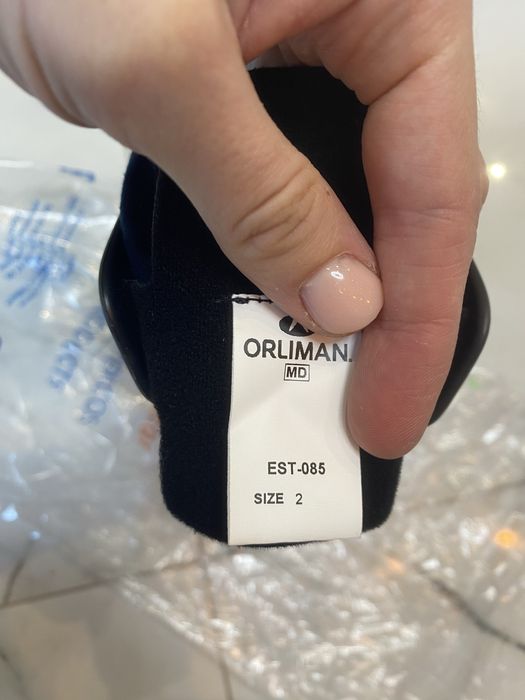 ORLIMAN.
MD
EST-085
SIZE 2